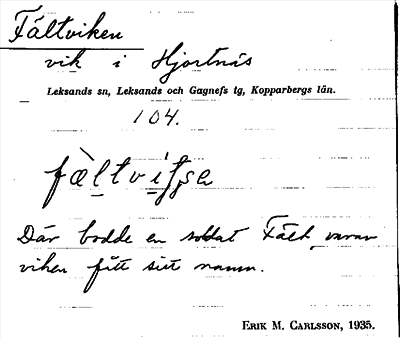 Fältviken
vik i Hjortnäs
Leksands sn, Leksands och Gagnefs tg, Kopparbergs län.
104.
Där bodde en soldat Fält, varav
viken fått sitt namn.
ERIK M. CARLSSON, 1935.